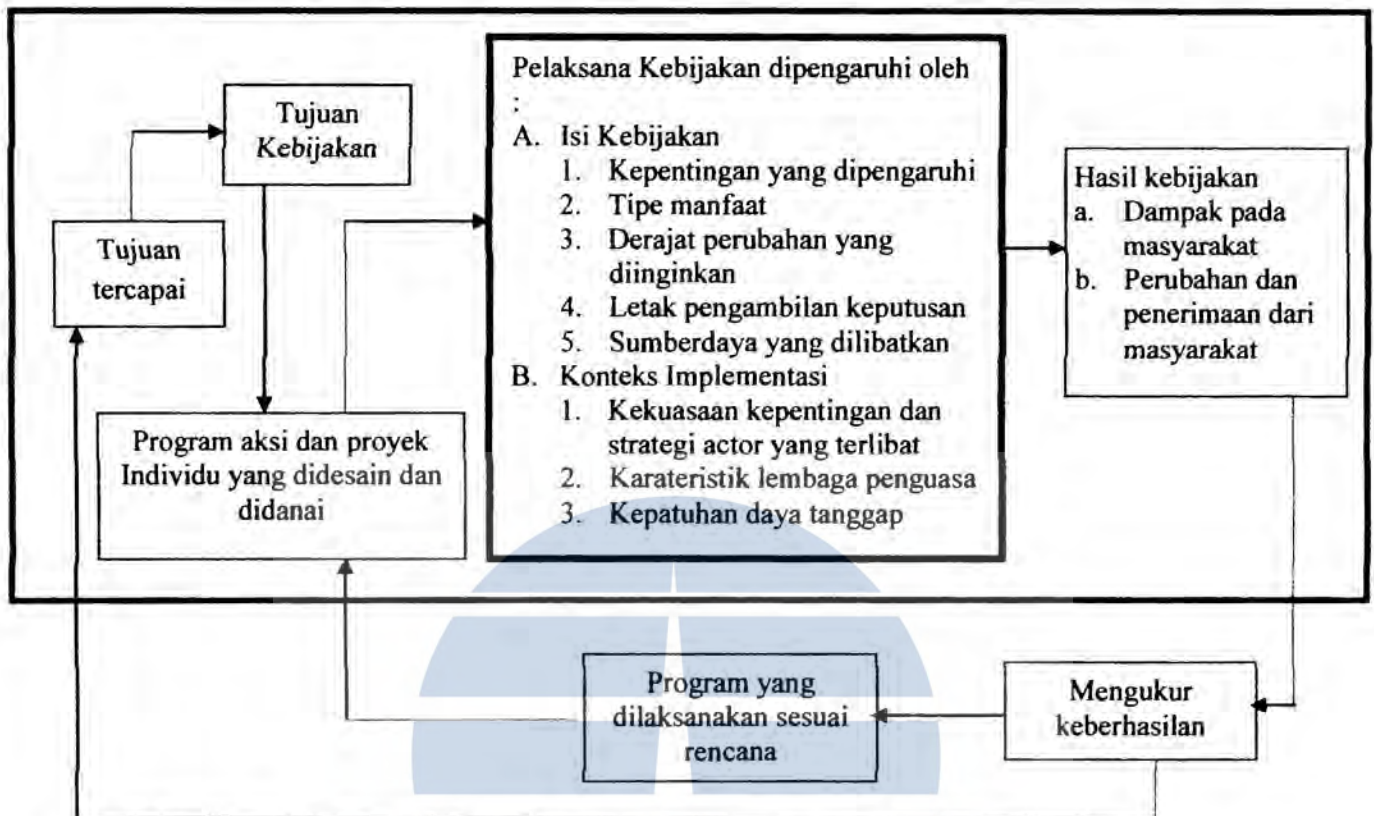 Tujuan
Kebijakan
Tujuan
tercapai
Program aksi dan proyek
Individu yang didesain dan
didanai
Pelaksana Kebijakan dipengaruhi oleh
:
A. Isi Kebijakan
1. Kepentingan yang dipengaruhi
2. Tipe manfaat
3. Derajat perubahan yang
diinginkan
4. Letak pengambilan keputusan
5. Sumberdaya yang dilibatkan
B. Konteks Implementasi
1. Kekuasaan kepentingan dan
strategi actor yang terlibat
2. Karateristik lembaga penguasa
3. Kepatuhan daya tanggap
Hasil kebijakan
a. Dampak pada
masyarakat
b. Perubahan dan
penerimaan dari
masyarakat
Program yang
dilaksanakan sesuai
rencana
Mengukur
keberhasilan